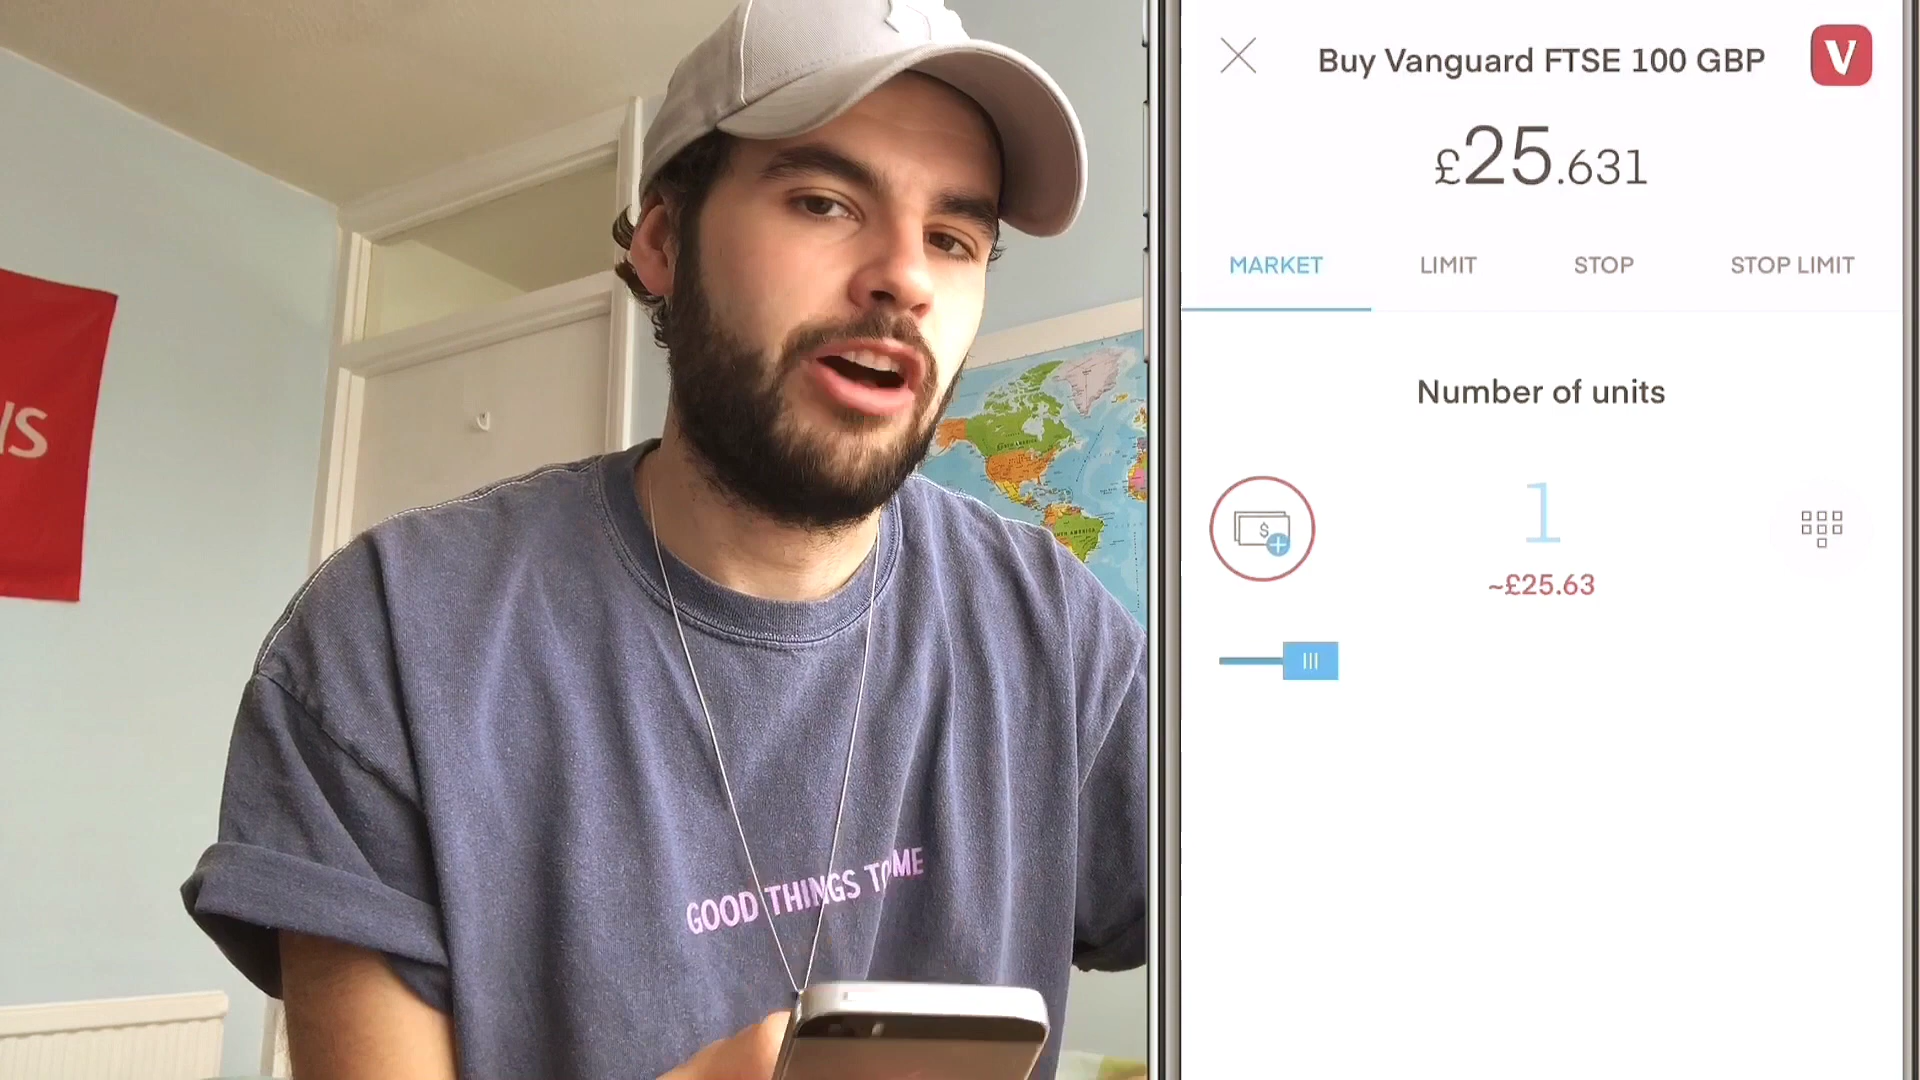 Buy Vanguard FTSE 100 GBP
V
£25.631
MARKET LIMIT STOP STOP LIMIT
Number of units
1
$
~£25.63
GOOD THINGS TO ME